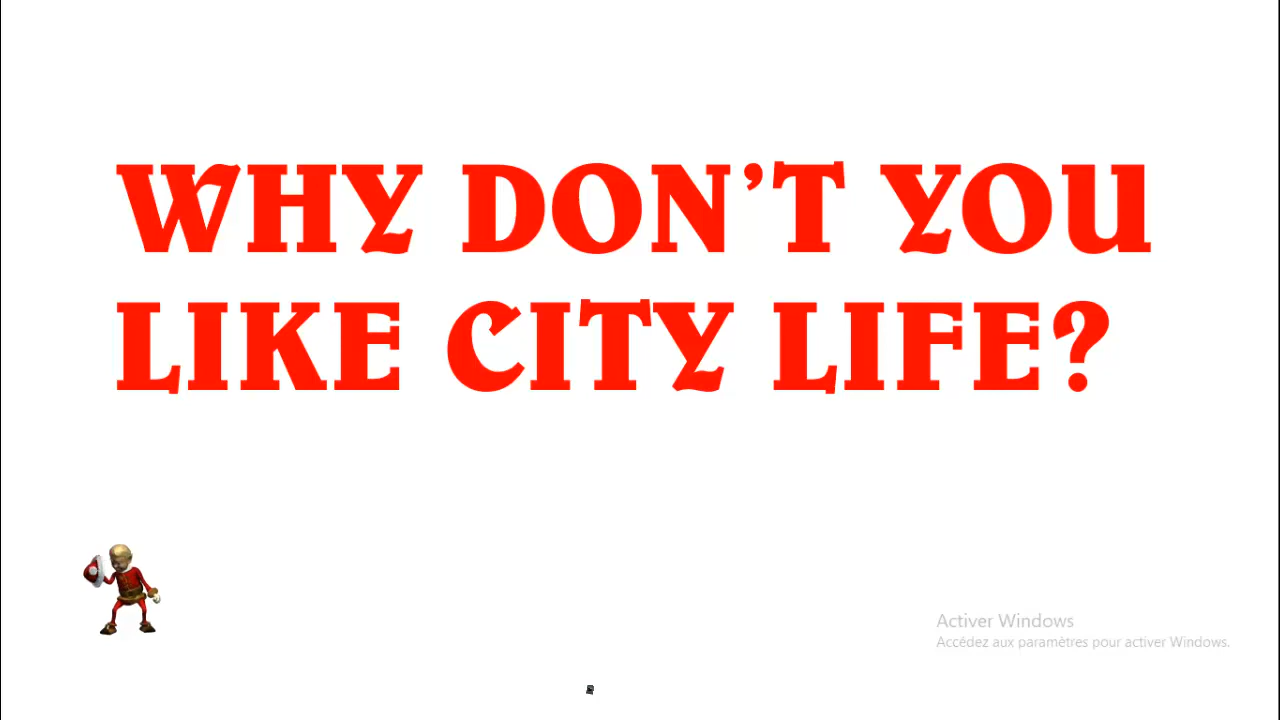 WHY DON’T YOU
LIKE CITY LIFE?
Activer Windows
Accédez aux paramètres pour activer Windows.